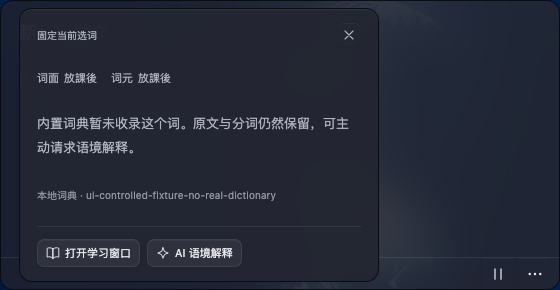 固定当前选词
词面 放課後 词元 放課後
内置词典暂未收录这个词。原文与分词仍然保留，可主
动请求语境解释。
本地词典 · ui-controlled-fixture-no-real-dictionary
打开学习窗口 AI 语境解释